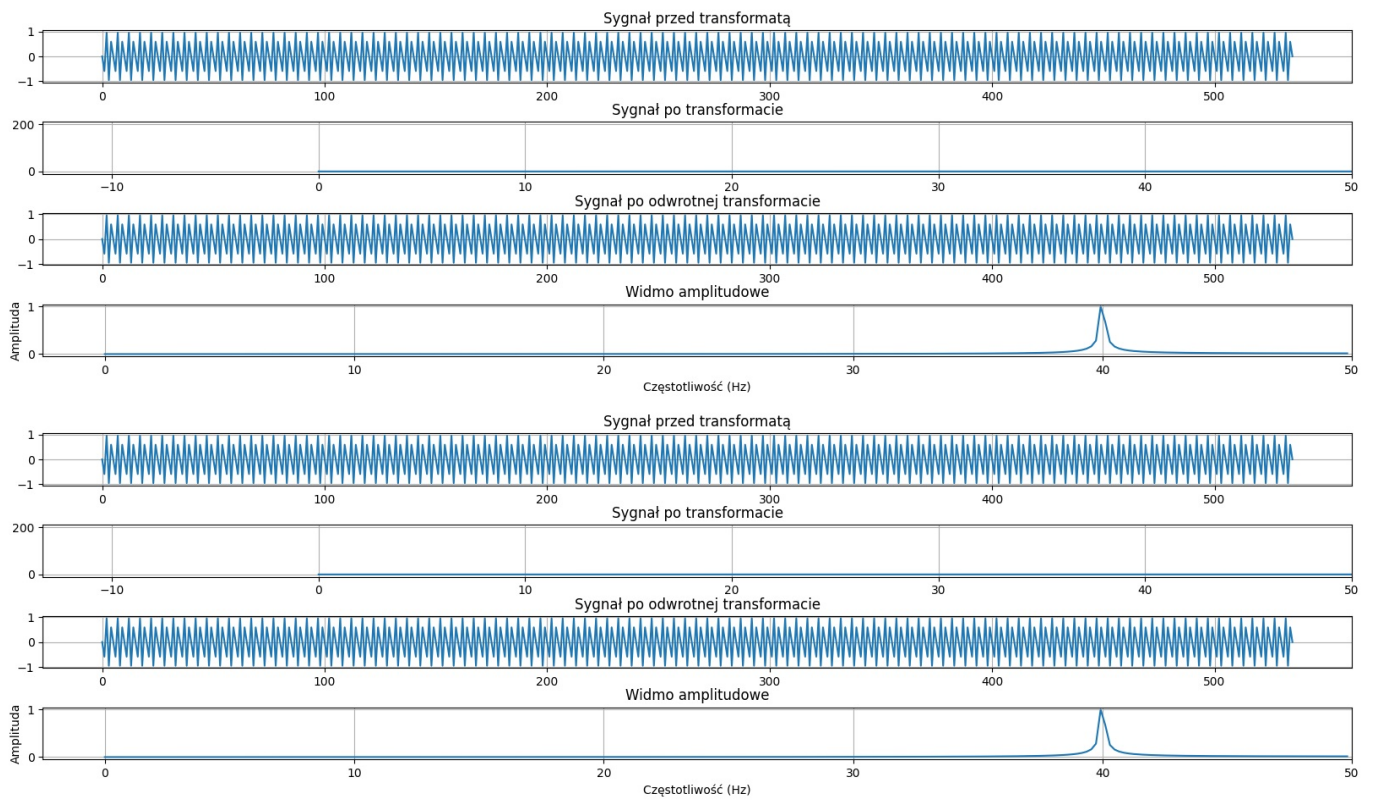 Sygnał przed transformatą
1
0
−1
0 100 200 300 400 500
Sygnał po transformacie
200
0
−10 0 10 20 30 40 50
Sygnał po odwrotnej transformacie
1
0
−1
0 100 200 300 400 500
Widmo amplitudowe
Amplituda
1
0
0 10 20 30 40 50
Częstotliwość (Hz)
Sygnał przed transformatą
1
0
−1
0 100 200 300 400 500
Sygnał po transformacie
200
0
−10 0 10 20 30 40 50
Sygnał po odwrotnej transformacie
1
0
−1
0 100 200 300 400 500
Widmo amplitudowe
Amplituda
1
0
0 10 20 30 40 50
Częstotliwość (Hz)